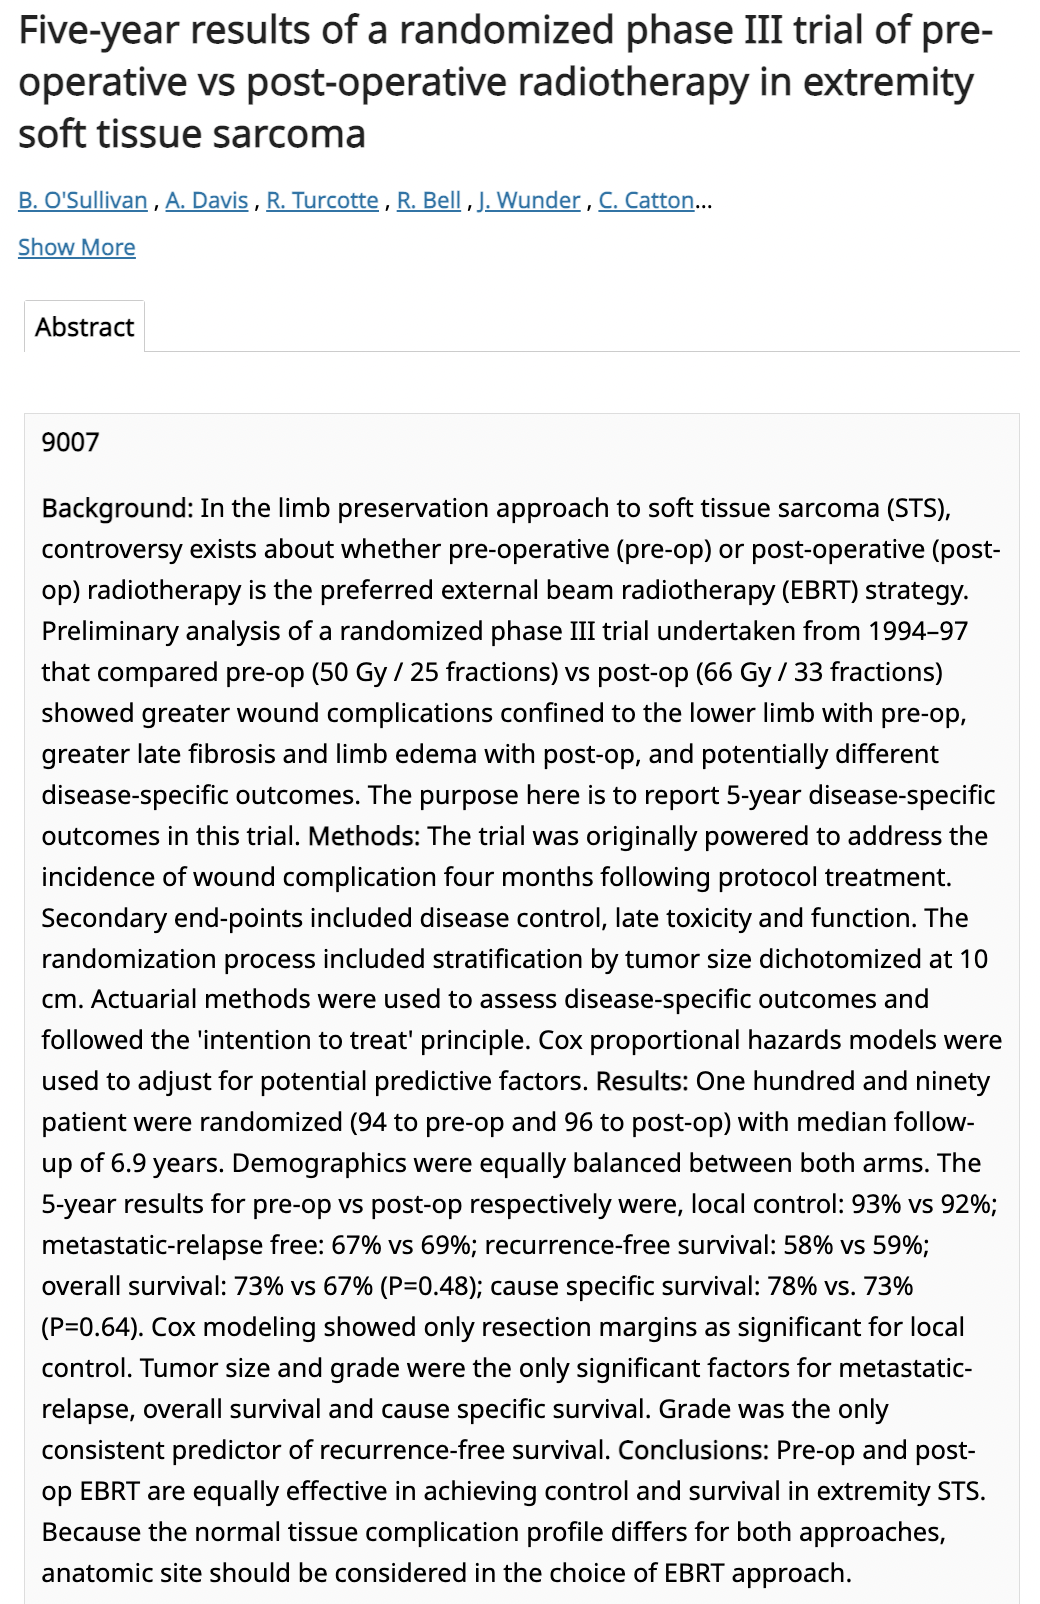 Five-year results of a randomized phase III trial of pre-
operative vs post-operative radiotherapy in extremity
soft tissue sarcoma
B. O'Sullivan , A. Davis , R. Turcotte , R. Bell , J. Wunder , C. Catton...
Show More
Abstract
9007
Background: In the limb preservation approach to soft tissue sarcoma (STS),
controversy exists about whether pre-operative (pre-op) or post-operative (post-
op) radiotherapy is the preferred external beam radiotherapy (EBRT) strategy.
Preliminary analysis of a randomized phase III trial undertaken from 1994–97
that compared pre-op (50 Gy / 25 fractions) vs post-op (66 Gy / 33 fractions)
showed greater wound complications confined to the lower limb with pre-op,
greater late fibrosis and limb edema with post-op, and potentially different
disease-specific outcomes. The purpose here is to report 5-year disease-specific
outcomes in this trial. Methods: The trial was originally powered to address the
incidence of wound complication four months following protocol treatment.
Secondary end-points included disease control, late toxicity and function. The
randomization process included stratification by tumor size dichotomized at 10
cm. Actuarial methods were used to assess disease-specific outcomes and
followed the 'intention to treat' principle. Cox proportional hazards models were
used to adjust for potential predictive factors. Results: One hundred and ninety
patient were randomized (94 to pre-op and 96 to post-op) with median follow-
up of 6.9 years. Demographics were equally balanced between both arms. The
5-year results for pre-op vs post-op respectively were, local control: 93% vs 92%;
metastatic-relapse free: 67% vs 69%; recurrence-free survival: 58% vs 59%;
overall survival: 73% vs 67% (P=0.48); cause specific survival: 78% vs. 73%
(P=0.64). Cox modeling showed only resection margins as significant for local
control. Tumor size and grade were the only significant factors for metastatic-
relapse, overall survival and cause specific survival. Grade was the only
consistent predictor of recurrence-free survival. Conclusions: Pre-op and post-
op EBRT are equally effective in achieving control and survival in extremity STS.
Because the normal tissue complication profile differs for both approaches,
anatomic site should be considered in the choice of EBRT approach.